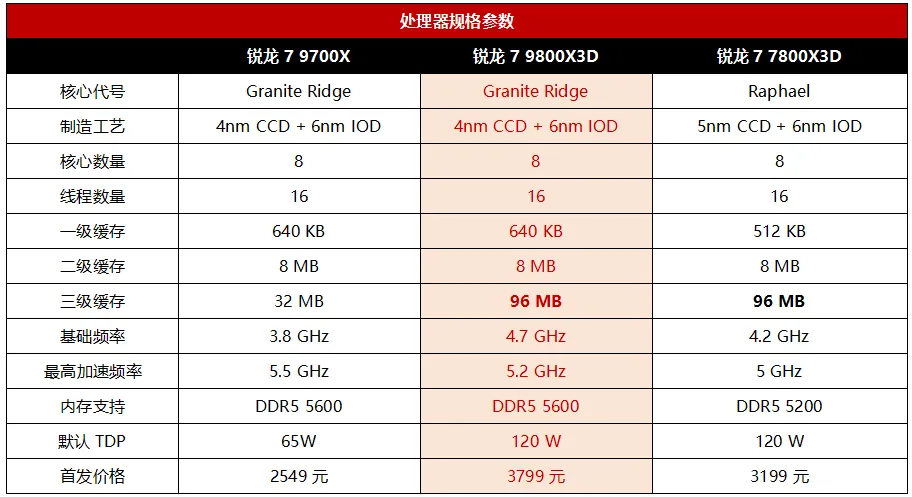 处理器规格参数
锐龙 7 9700X 锐龙 7 9800X3D 锐龙 7 7800X3D
核心代号 Granite Ridge Granite Ridge Raphael
制造工艺 4nm CCD + 6nm IOD 4nm CCD + 6nm IOD 5nm CCD + 6nm IOD
核心数量 8 8 8
线程数量 16 16 16
一级缓存 640 KB 640 KB 512 KB
二级缓存 8 MB 8 MB 8 MB
三级缓存 32 MB 96 MB 96 MB
基础频率 3.8 GHz 4.7 GHz 4.2 GHz
最高加速频率 5.5 GHz 5.2 GHz 5 GHz
内存支持 DDR5 5600 DDR5 5600 DDR5 5200
默认 TDP 65W 120 W 120 W
首发价格 2549 元 3799 元 3199 元